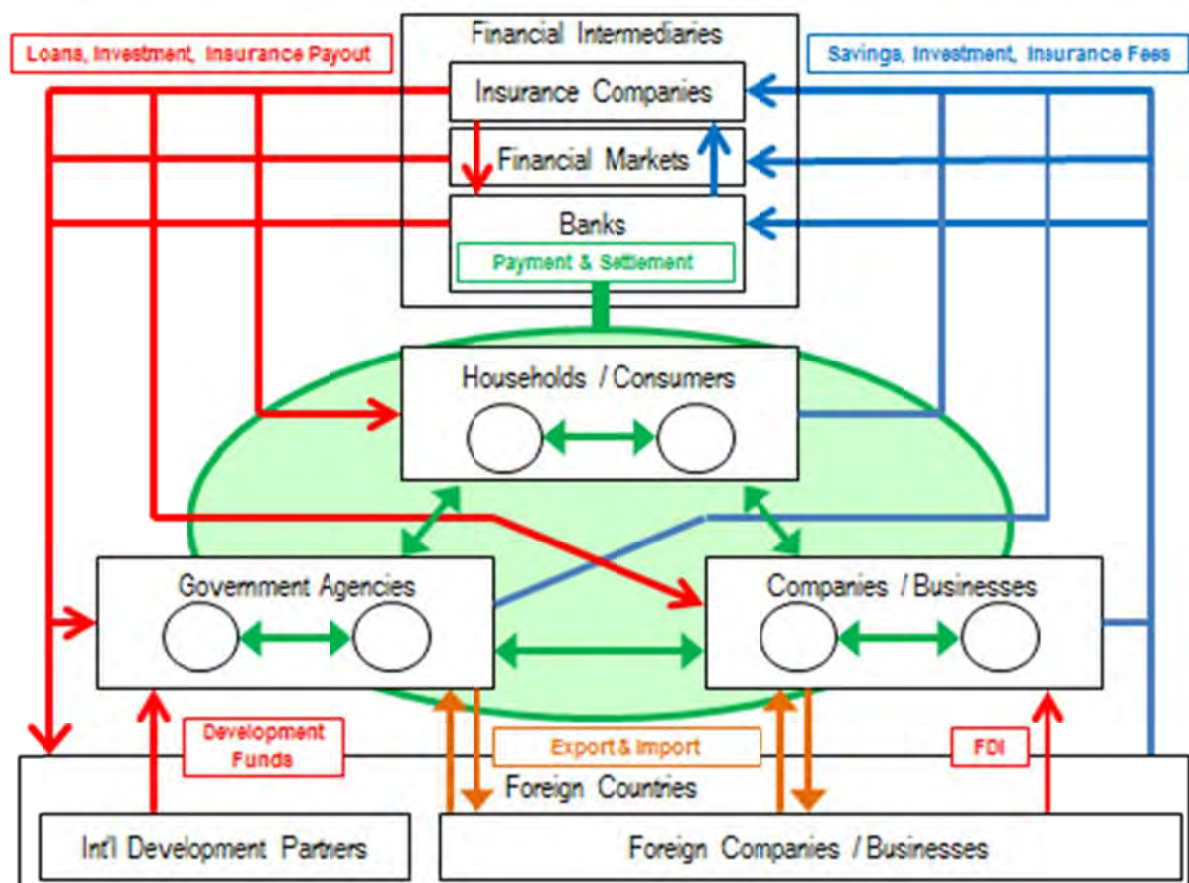 Financial Intermediaries
Loans, Investment, Insurance Payout
Savings, Investment, Insurance Fees
Insurance Companies
Financial Markets
Banks
Payment & Settlement
Households / Consumers
Government Agencies
Companies / Businesses
Development
Funds
Export & Import
FDI
Foreign Countries
Int'l Development Partners
Foreign Companies / Businesses